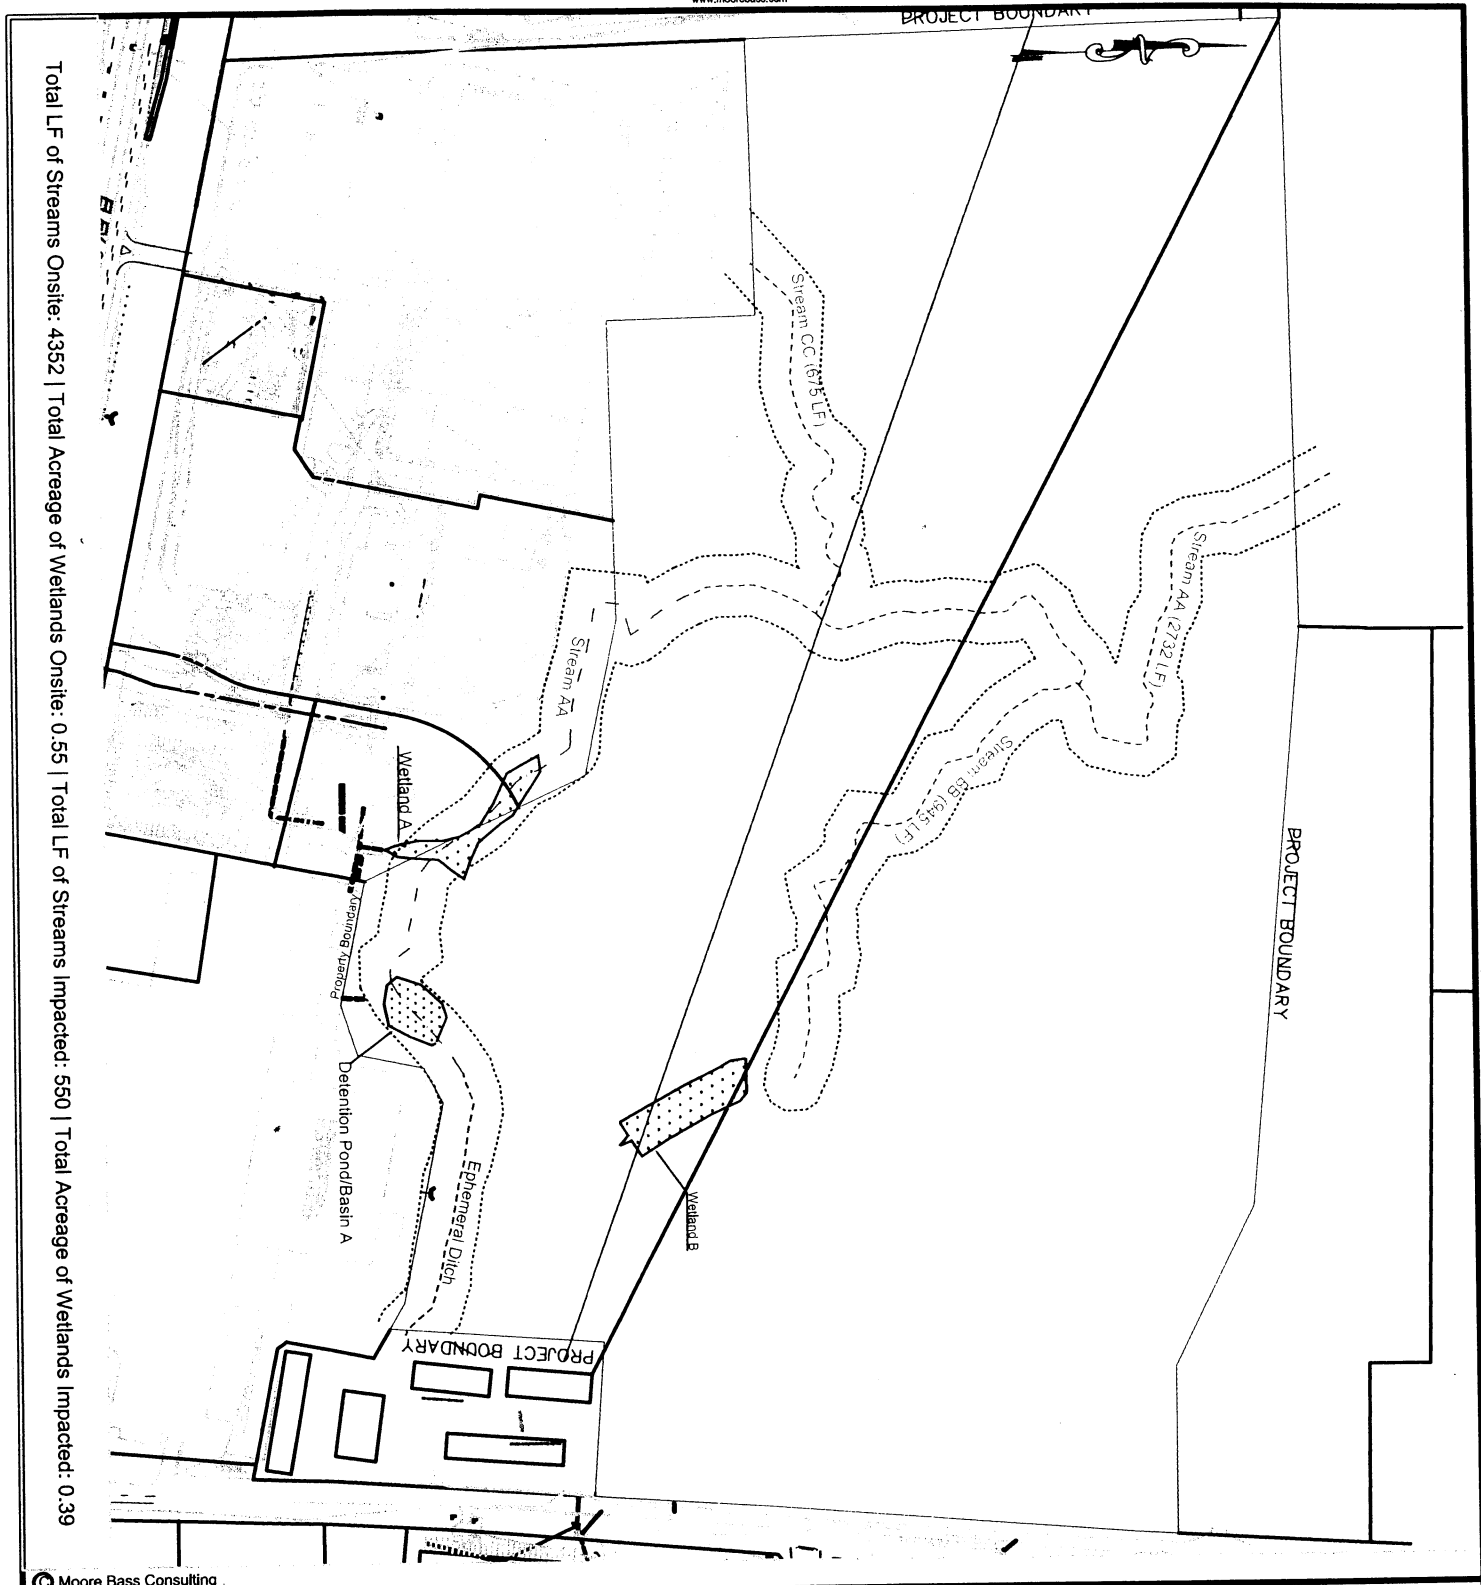 www.moorebass.com
PROJECT BOUNDARY
Stream CC (675 LF)
Stream AA (2732 LF)
Stream AA
Stream BB (945 LF)
Wetland A
PROJECT BOUNDARY
Property Boundary
Detention Pond/Basin A
Ephemeral Ditch
Wetland B
PROJECT BOUNDARY
Total LF of Streams Onsite: 4352 | Total Acreage of Wetlands Onsite: 0.55 | Total LF of Streams Impacted: 550 | Total Acreage of Wetlands Impacted: 0.39
© Moore Bass Consulting